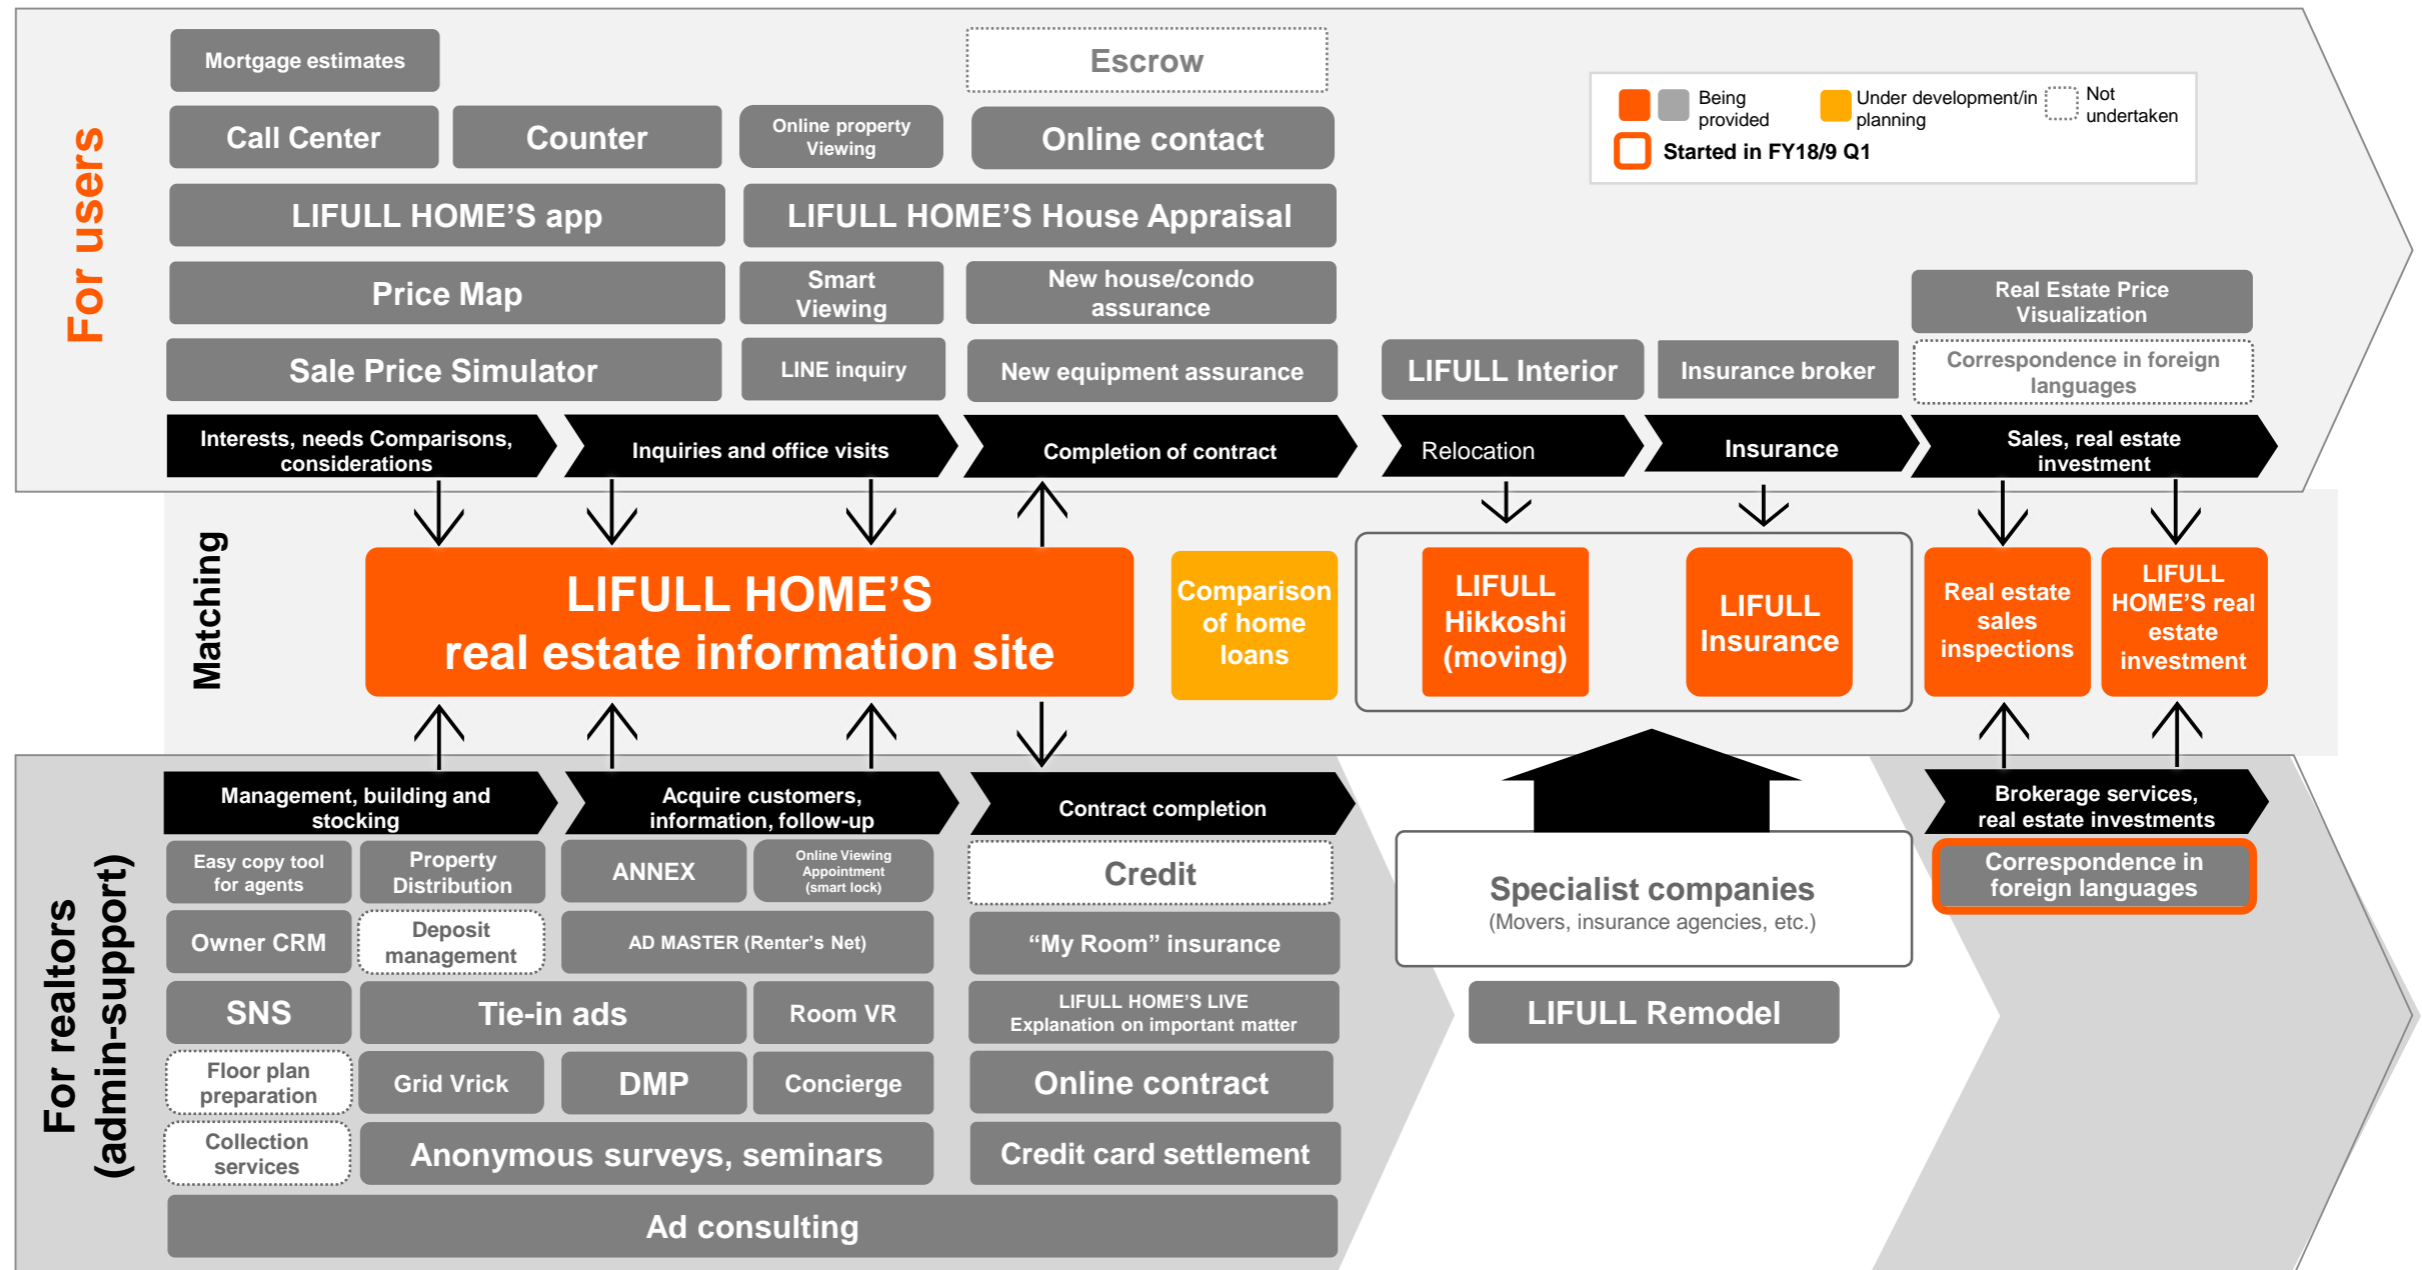 For users
Mortgage estimates
Escrow
Call Center
Counter
Online property
Viewing
Online contact
LIFULL HOME’S app
LIFULL HOME’S House Appraisal
Price Map
Smart
Viewing
New house/condo
assurance
Sale Price Simulator
LINE inquiry
New equipment assurance
LIFULL Interior
Insurance broker
Real Estate Price
Visualization
Correspondence in foreign
languages
Being
provided
Under development/in
planning
Not
undertaken
Started in FY18/9 Q1
Interests, needs Comparisons,
considerations
Inquiries and office visits
Completion of contract
Relocation
Insurance
Sales, real estate
investment
Matching
LIFULL HOME’S
real estate information site
Comparison
of home
loans
LIFULL
Hikkoshi
(moving)
LIFULL
Insurance
Real estate
sales
inspections
LIFULL
HOME’S real
estate
investment
For realtors
(admin-support)
Management, building and
stocking
Acquire customers,
information, follow-up
Contract completion
Brokerage services,
real estate investments
Easy copy tool
for agents
Property
Distribution
ANNEX
Online Viewing
Appointment
(smart lock)
Credit
Correspondence in
foreign languages
Owner CRM
Deposit
management
AD MASTER (Renter’s Net)
“My Room” insurance
Specialist companies
(Movers, insurance agencies, etc.)
SNS
Tie-in ads
Room VR
LIFULL HOME’S LIVE
Explanation on important matter
LIFULL Remodel
Floor plan
preparation
Grid Vrick
DMP
Concierge
Online contract
Collection
services
Anonymous surveys, seminars
Credit card settlement
Ad consulting